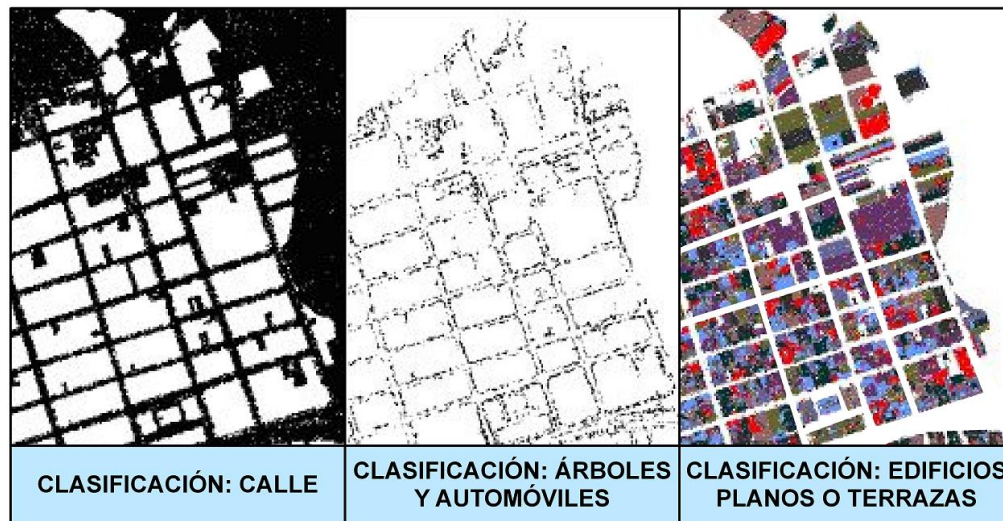 CLASIFICACIÓN: CALLE
CLASIFICACIÓN: ÁRBOLES
Y AUTOMÓVILES
CLASIFICACIÓN: EDIFICIOS
PLANOS O TERRAZAS